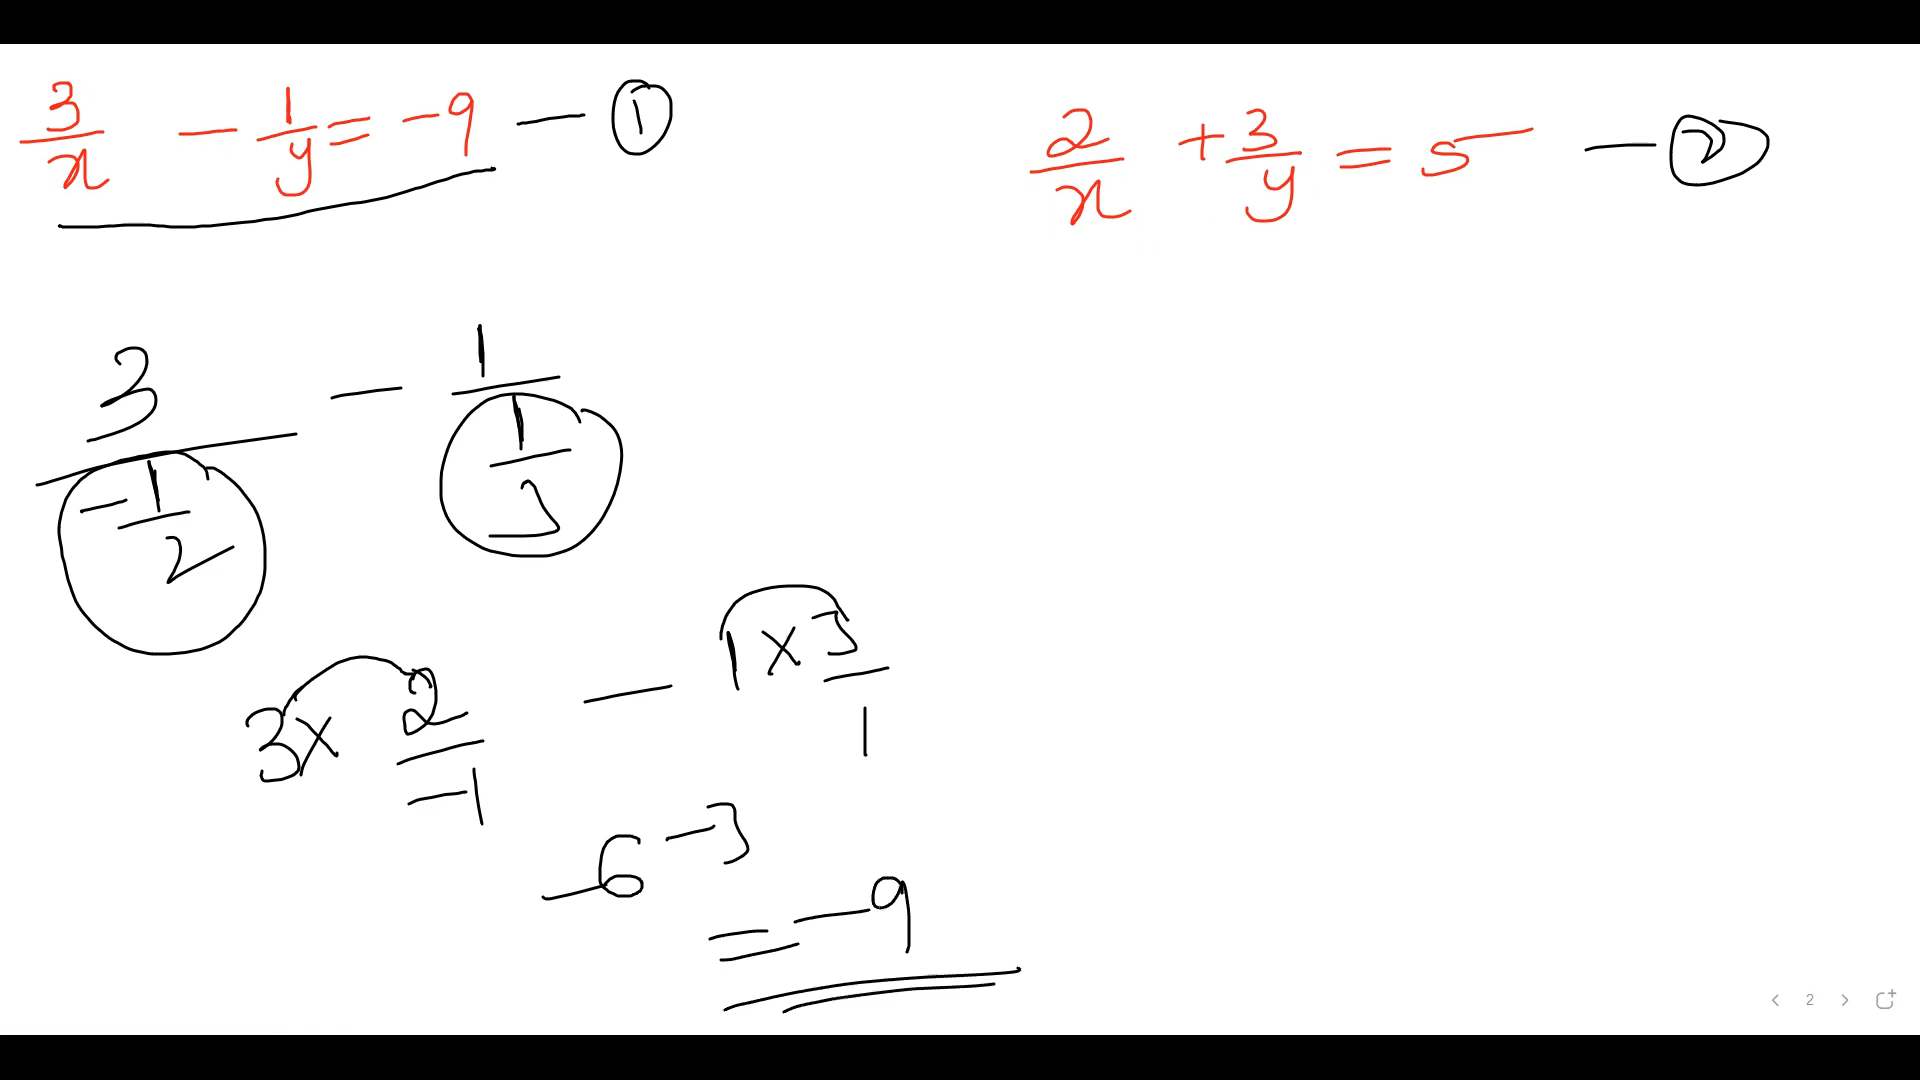 3/x - 1/y = -9 — ①
2/x + 3/y = 5 — ②
3/(-1/2) - 1/(1/3)
3 x 2/-1 - 1 x 3/1
-6 - 3
= -9
2